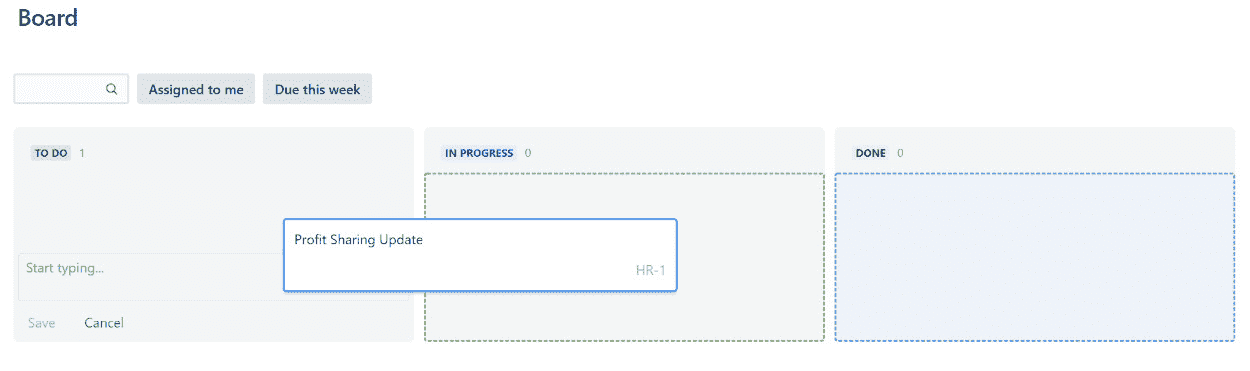 Board
Assigned to me
Due this week
TO DO 1
IN PROGRESS 0
DONE 0
Profit Sharing Update
HR-1
Start typing...
Save
Cancel